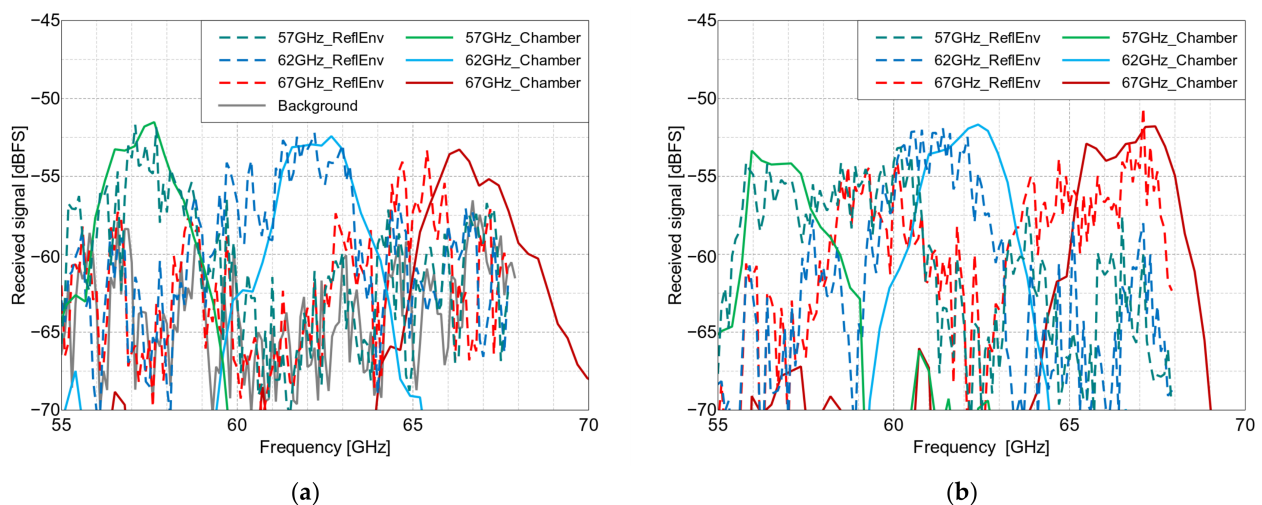 −45
−50
−55
−60
−65
−70
55
60
65
70
Received signal [dBFS]
Frequency [GHz]
57GHz_ReflEnv
62GHz_ReflEnv
67GHz_ReflEnv
Background
57GHz_Chamber
62GHz_Chamber
67GHz_Chamber
(a)
−45
−50
−55
−60
−65
−70
55
60
65
70
Received signal [dBFS]
Frequency [GHz]
57GHz_ReflEnv
62GHz_ReflEnv
67GHz_ReflEnv
57GHz_Chamber
62GHz_Chamber
67GHz_Chamber
(b)